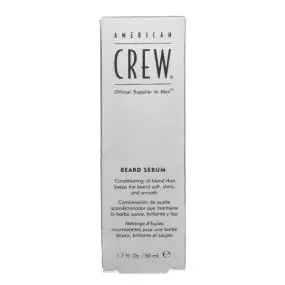 AMERICAN
CREW®
Official Supplier to Men™
BEARD SERUM
Conditioning oil blend that
keeps the beard soft, shiny
and smooth
Combinación de aceite
acondicionador que mantiene
la barba suave, brillante y liso
Mélange d'huiles
nourrissantes pour une barbe
douce, brillante et souple
1.7 fl. Oz. / 50 mL ℮